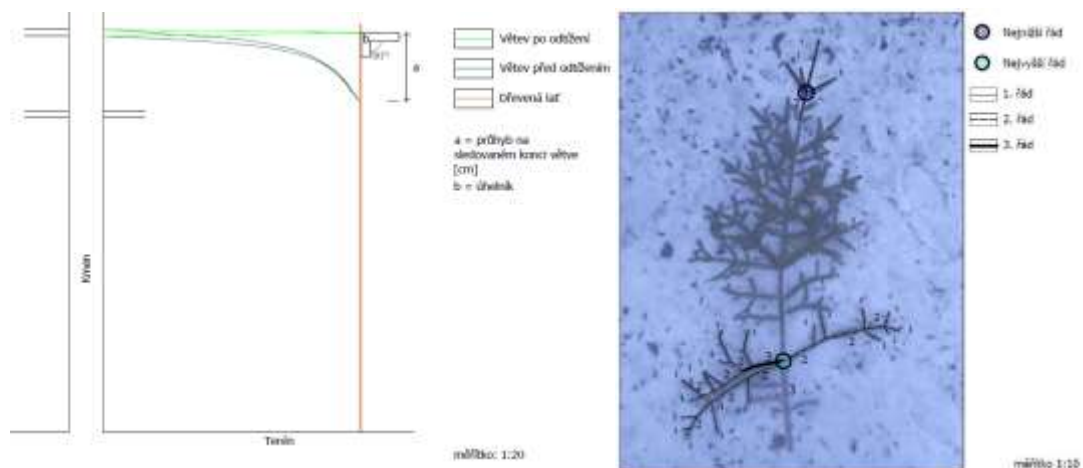 Větev po odtížení
Větev před odtížením
Dřevená lať
a = průhyb na
sledovaném konci větve
[cm]
b = úhelník
b
a
Kmen
Terén
měřítko: 1:20
Nejnižší řád
Nejvyšší řád
1. řád
2. řád
3. řád
měřítko 1:10